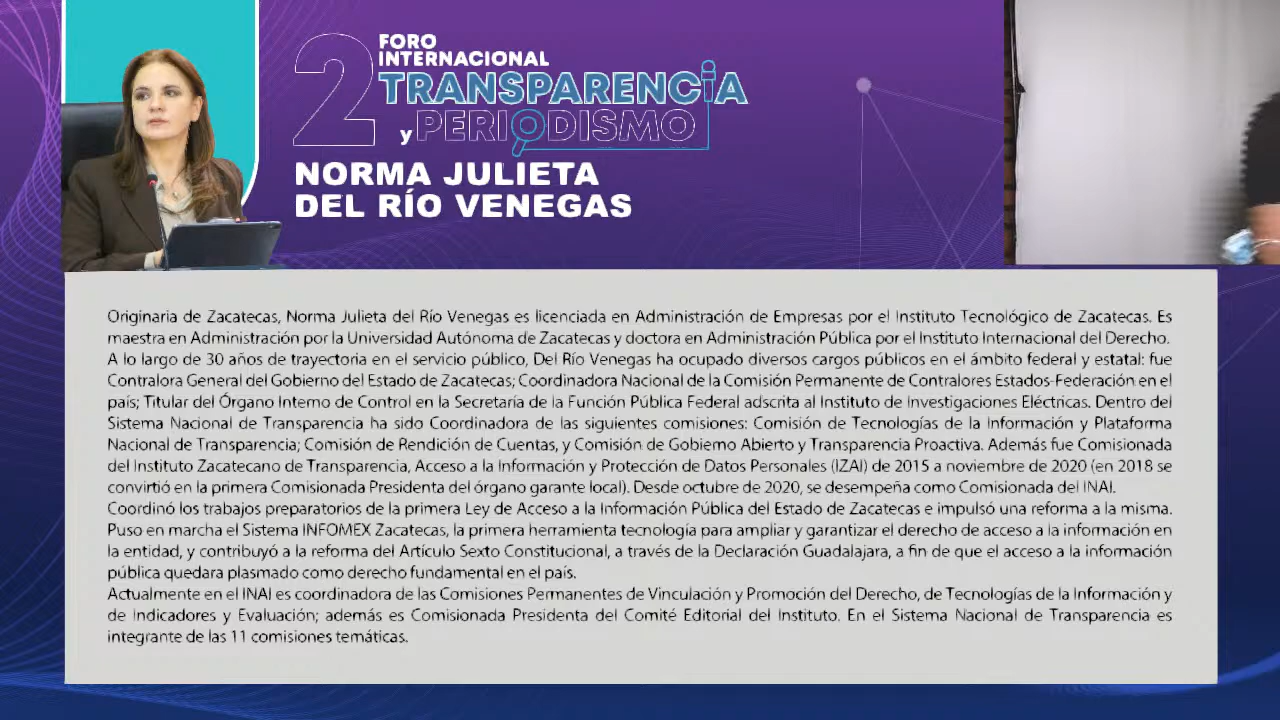 2
FORO
INTERNACIONAL
TRANSPARENCIA
y PERIODISMO
NORMA JULIETA
DEL RÍO VENEGAS
Originaria de Zacatecas, Norma Julieta del Río Venegas es licenciada en Administración de Empresas por el Instituto Tecnológico de Zacatecas. Es
maestra en Administración por la Universidad Autónoma de Zacatecas y doctora en Administración Pública por el Instituto Internacional del Derecho.
A lo largo de 30 años de trayectoria en el servicio público, Del Río Venegas ha ocupado diversos cargos públicos en el ámbito federal y estatal: fue
Contralora General del Gobierno del Estado de Zacatecas; Coordinadora Nacional de la Comisión Permanente de Contralores Estados-Federación en el
país; Titular del Órgano Interno de Control en la Secretaría de la Función Pública Federal adscrita al Instituto de Investigaciones Eléctricas. Dentro del
Sistema Nacional de Transparencia ha sido Coordinadora de las siguientes comisiones: Comisión de Tecnologías de la Información y Plataforma
Nacional de Transparencia; Comisión de Rendición de Cuentas, y Comisión de Gobierno Abierto y Transparencia Proactiva. Además fue Comisionada
del Instituto Zacatecano de Transparencia, Acceso a la Información y Protección de Datos Personales (IZAI) de 2015 a noviembre de 2020 (en 2018 se
convirtió en la primera Comisionada Presidenta del órgano garante local). Desde octubre de 2020, se desempeña como Comisionada del INAI.
Coordinó los trabajos preparatorios de la primera Ley de Acceso a la Información Pública del Estado de Zacatecas e impulsó una reforma a la misma.
Puso en marcha el Sistema INFOMEX Zacatecas, la primera herramienta tecnología para ampliar y garantizar el derecho de acceso a la información en
la entidad, y contribuyó a la reforma del Artículo Sexto Constitucional, a través de la Declaración Guadalajara, a fin de que el acceso a la información
pública quedara plasmado como derecho fundamental en el país.
Actualmente en el INAI es coordinadora de las Comisiones Permanentes de Vinculación y Promoción del Derecho, de Tecnologías de la Información y
de Indicadores y Evaluación; además es Comisionada Presidenta del Comité Editorial del Instituto. En el Sistema Nacional de Transparencia es
integrante de las 11 comisiones temáticas.